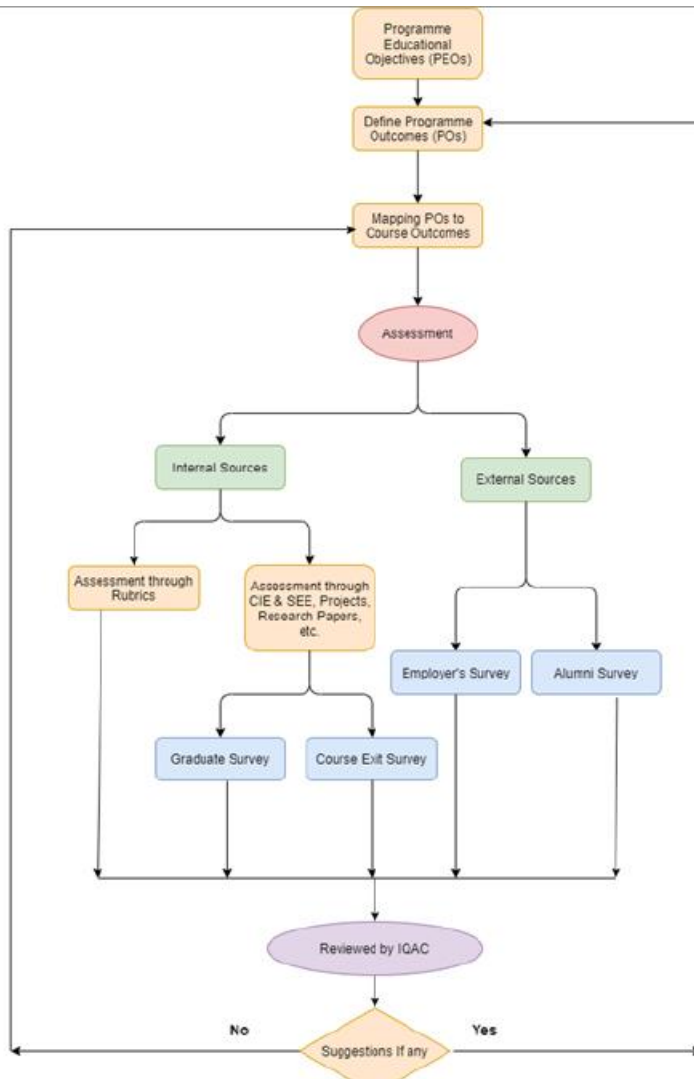 Programme
Educational
Objectives (PEOs)
Define Programme
Outcomes (POs)
Mapping POs to
Course Outcomes
Assessment
Internal Sources
External Sources
Assessment through
Rubrics
Assessment through
CIE & SEE, Projects,
Research Papers,
etc.
Employer's Survey
Alumni Survey
Graduate Survey
Course Exit Survey
Reviewed by IQAC
No
Yes
Suggestions If any